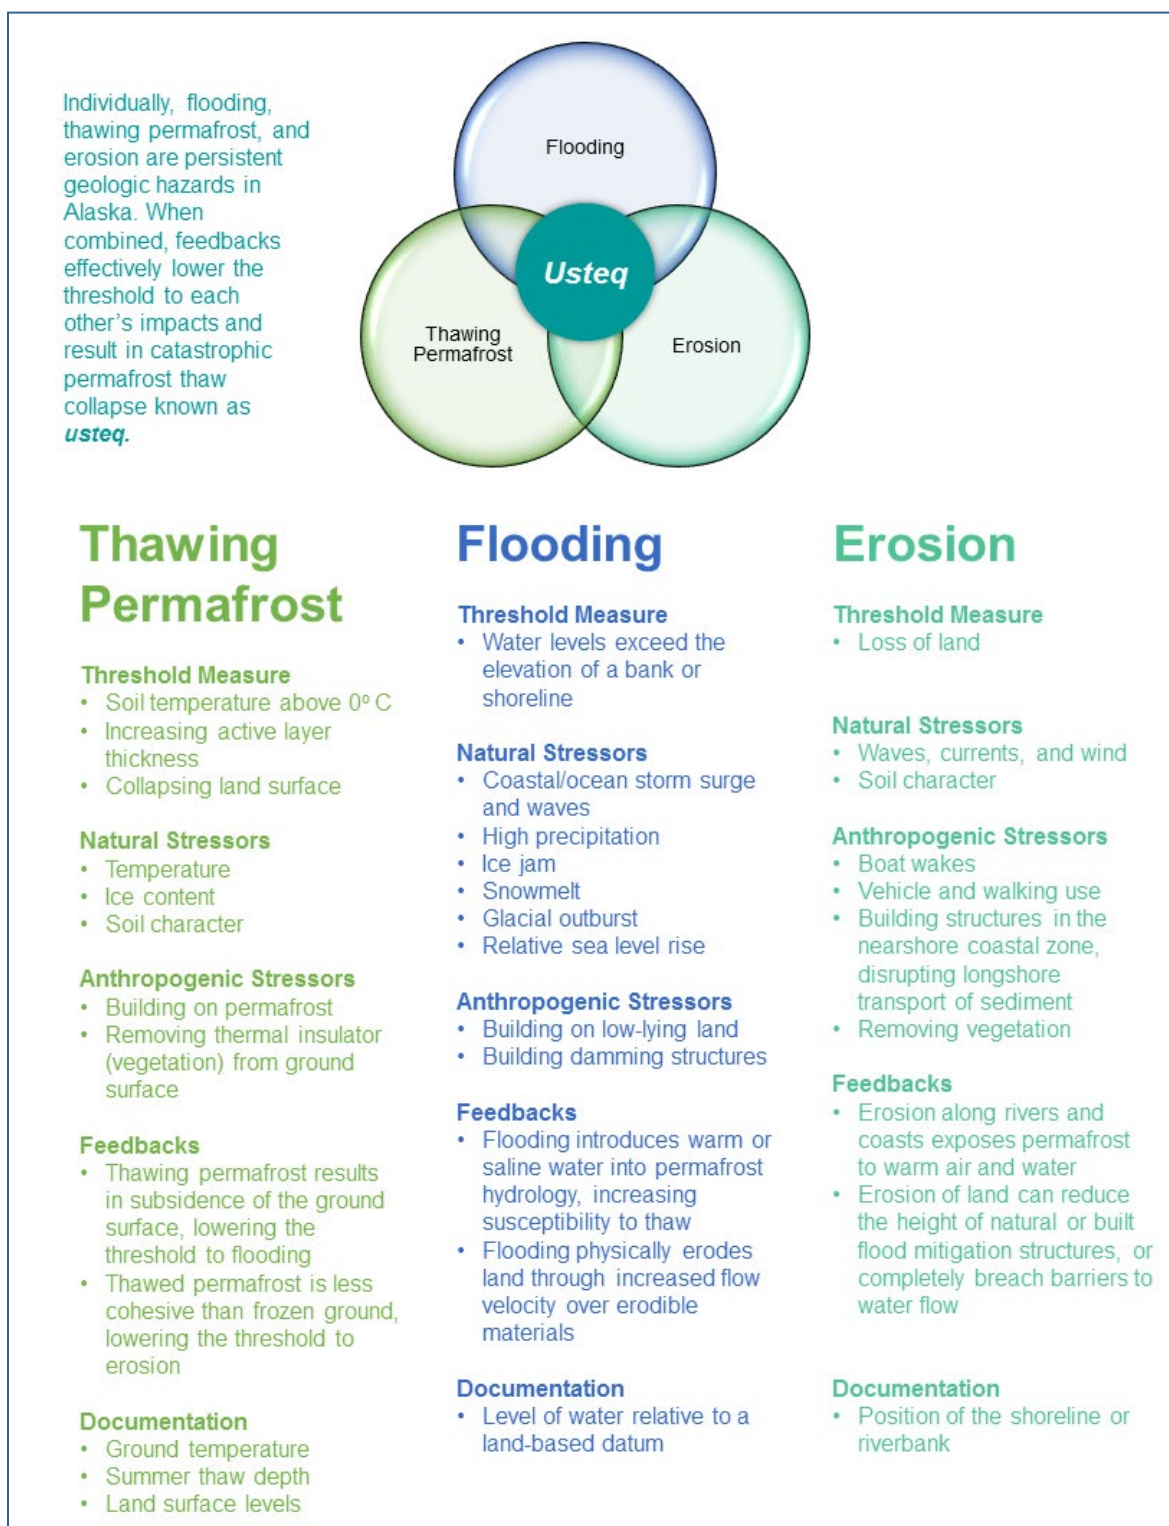 Individually, flooding,
thawing permafrost, and
erosion are persistent
geologic hazards in
Alaska. When
combined, feedbacks
effectively lower the
threshold to each
other's impacts and
result in catastrophic
permafrost thaw
collapse known as
usteq.
Flooding
Usteq
Thawing
Permafrost
Erosion
Thawing
Permafrost
Threshold Measure
• Soil temperature above 0º C
• Increasing active layer
thickness
• Collapsing land surface
Natural Stressors
• Temperature
• Ice content
• Soil character
Anthropogenic Stressors
• Building on permafrost
• Removing thermal insulator
(vegetation) from ground
surface
Feedbacks
• Thawing permafrost results
in subsidence of the ground
surface, lowering the
threshold to flooding
• Thawed permafrost is less
cohesive than frozen ground,
lowering the threshold to
erosion
Documentation
• Ground temperature
• Summer thaw depth
• Land surface levels
Flooding
Threshold Measure
• Water levels exceed the
elevation of a bank or
shoreline
Natural Stressors
• Coastal/ocean storm surge
and waves
• High precipitation
• Ice jam
• Snowmelt
• Glacial outburst
• Relative sea level rise
Anthropogenic Stressors
• Building on low-lying land
• Building damming structures
Feedbacks
• Flooding introduces warm or
saline water into permafrost
hydrology, increasing
susceptibility to thaw
• Flooding physically erodes
land through increased flow
velocity over erodible
materials
Documentation
• Level of water relative to a
land-based datum
Erosion
Threshold Measure
• Loss of land
Natural Stressors
• Waves, currents, and wind
• Soil character
Anthropogenic Stressors
• Boat wakes
• Vehicle and walking use
• Building structures in the
nearshore coastal zone,
disrupting longshore
transport of sediment
• Removing vegetation
Feedbacks
• Erosion along rivers and
coasts exposes permafrost
to warm air and water
• Erosion of land can reduce
the height of natural or built
flood mitigation structures, or
completely breach barriers to
water flow
Documentation
• Position of the shoreline or
riverbank